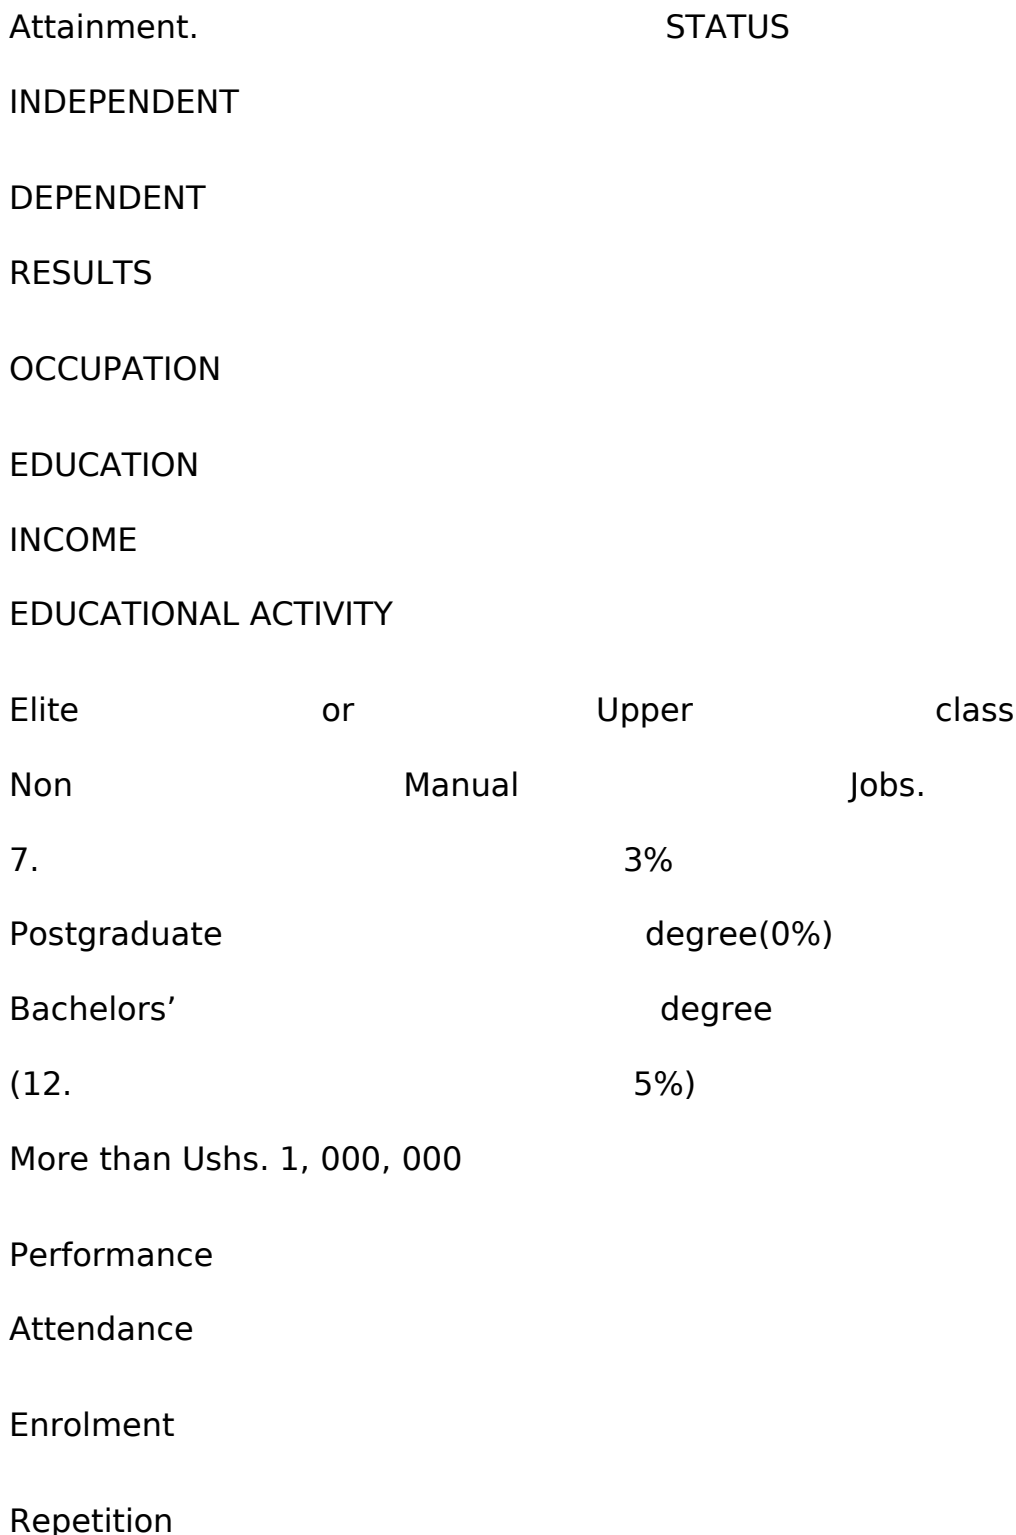 Attainment. STATUS
INDEPENDENT
DEPENDENT
RESULTS
OCCUPATION
EDUCATION
INCOME
EDUCATIONAL ACTIVITY
Elite or Upper class
Non Manual Jobs.
7. 3%
Postgraduate degree(0%)
Bachelors’ degree
(12. 5%)
More than Ushs. 1, 000, 000
Performance
Attendance
Enrolment
Repetition